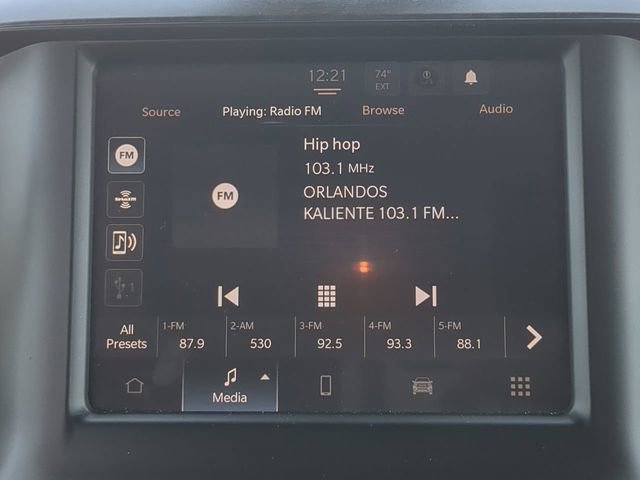 12:21
74°
EXT
Source
Playing: Radio FM
Browse
Audio
FM
Hip hop
103.1 MHz
SiriusXM
FM
ORLANDOS
KALIENTE 103.1 FM...
1
All
Presets
1-FM
87.9
2-AM
530
3-FM
92.5
4-FM
93.3
5-FM
88.1
Media